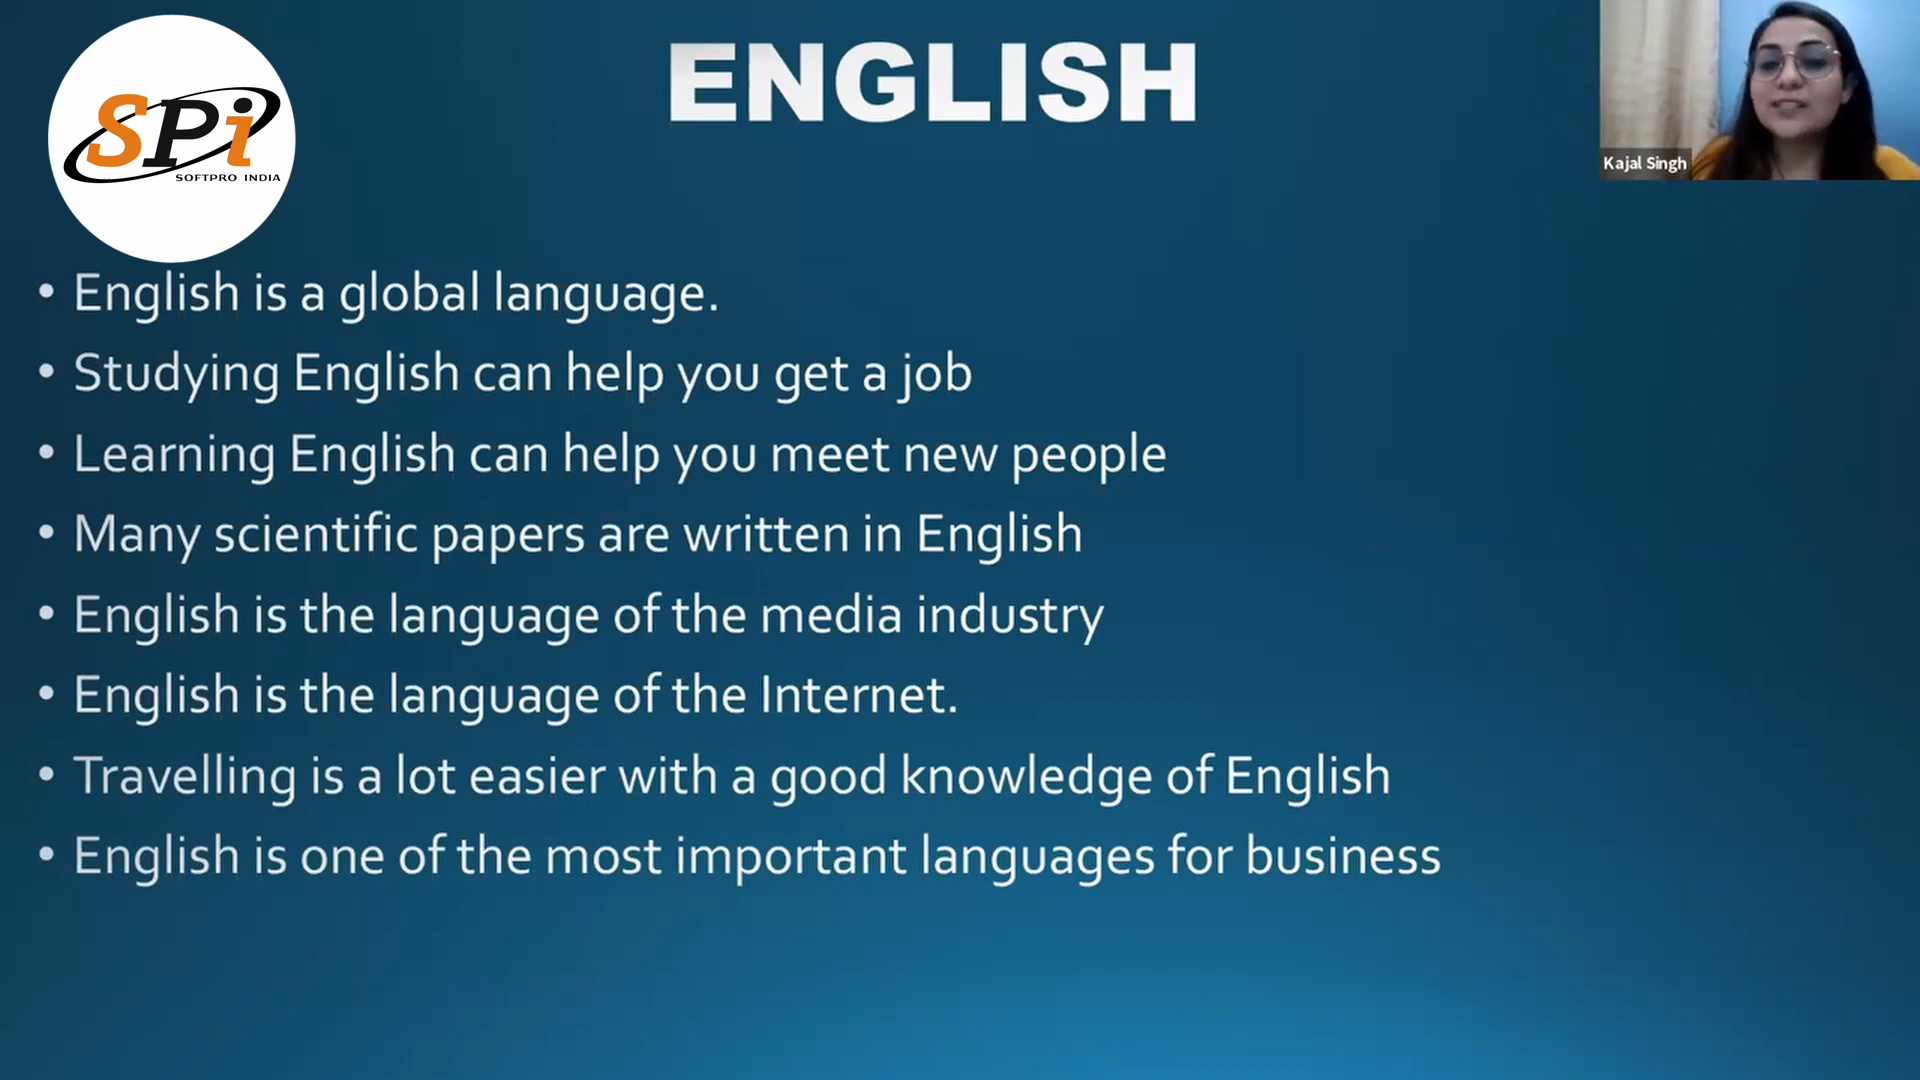 ENGLISH
SPi
SOFTPRO INDIA
Kajal Singh
• English is a global language.
• Studying English can help you get a job
• Learning English can help you meet new people
• Many scientific papers are written in English
• English is the language of the media industry
• English is the language of the Internet.
• Travelling is a lot easier with a good knowledge of English
• English is one of the most important languages for business